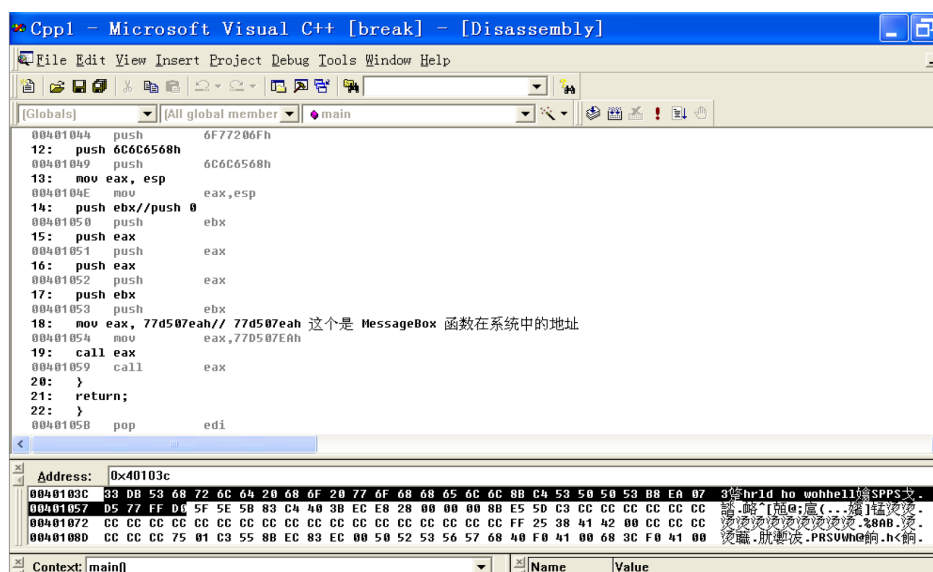 Cpp1 - Microsoft Visual C++ [break] - [Disassembly]
File Edit View Insert Project Debug Tools Window Help
(Globals) (All global member main
00401044 push 6F77206Fh
12: push 6C6C6568h
00401049 push 6C6C6568h
13: mov eax, esp
0040104E mov eax,esp
14: push ebx//push 0
00401050 push ebx
15: push eax
00401051 push eax
16: push eax
00401052 push eax
17: push ebx
00401053 push ebx
18: mov eax, 77d507eah// 77d507eah 这个是 MessageBox 函数在系统中的地址
00401054 mov eax,77D507EAh
19: call eax
00401059 call eax
20: }
21: return;
22: }
0040105B pop edi
Address: 0x40103c
0040103C 33 DB 53 68 72 6C 64 20 68 6F 20 77 6F 68 68 65 6C 6C 8B C4 53 50 50 53 B8 EA 07
00401057 D5 77 FF D0 5F 5E 5B 83 C4 40 3B EC E8 28 00 00 00 8B E5 5D C3 CC CC CC CC CC CC
00401072 CC CC CC CC CC CC CC CC CC CC CC CC CC CC CC CC CC CC FF 25 38 41 42 00 CC CC CC 烫烫烫烫烫烫烫烫烫.%8AB.烫.
0040108D CC CC CC 75 01 C3 55 8B EC 83 EC 00 50 52 53 56 57 68 40 F0 41 00 68 3C F0 41 00
Context: main()
Name Value